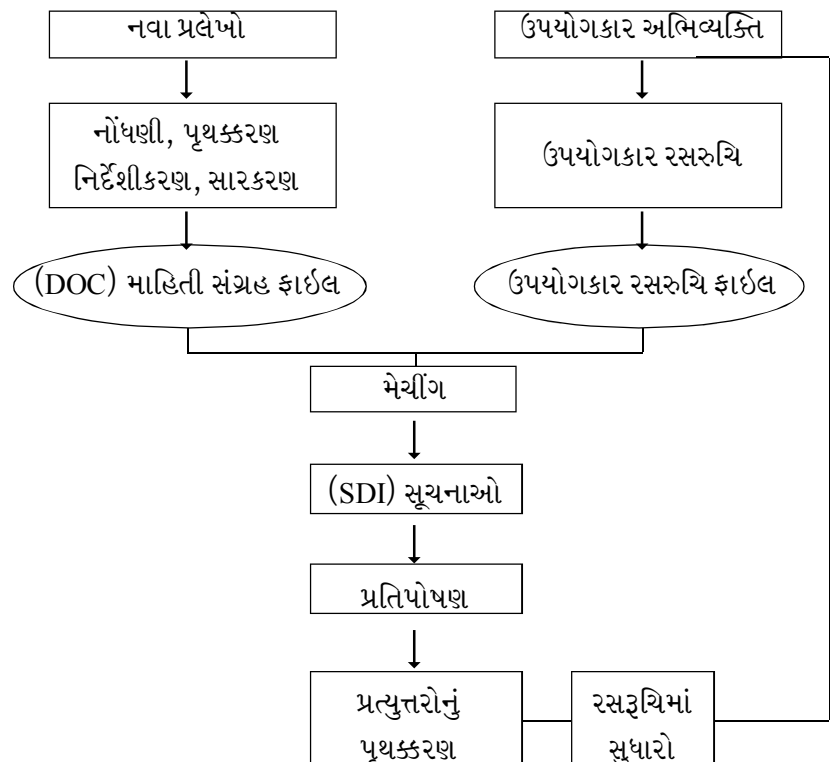 નવા પ્રલેખો
ઉપયોગકાર અભિવ્યક્તિ
નોંધણી, પૃથક્કરણ
નિર્દેશીકરણ, સારકરણ
ઉપયોગકાર રસરુચિ
(DOC) માહિતી સંગ્રહ ફાઇલ
ઉપયોગકાર રસરુચિ ફાઇલ
મેચીંગ
(SDI) સૂચનાઓ
પ્રતિપોષણ
પ્રત્યુત્તરોનું
પૃથક્કરણ
રસરૂચિમાં
સુધારો